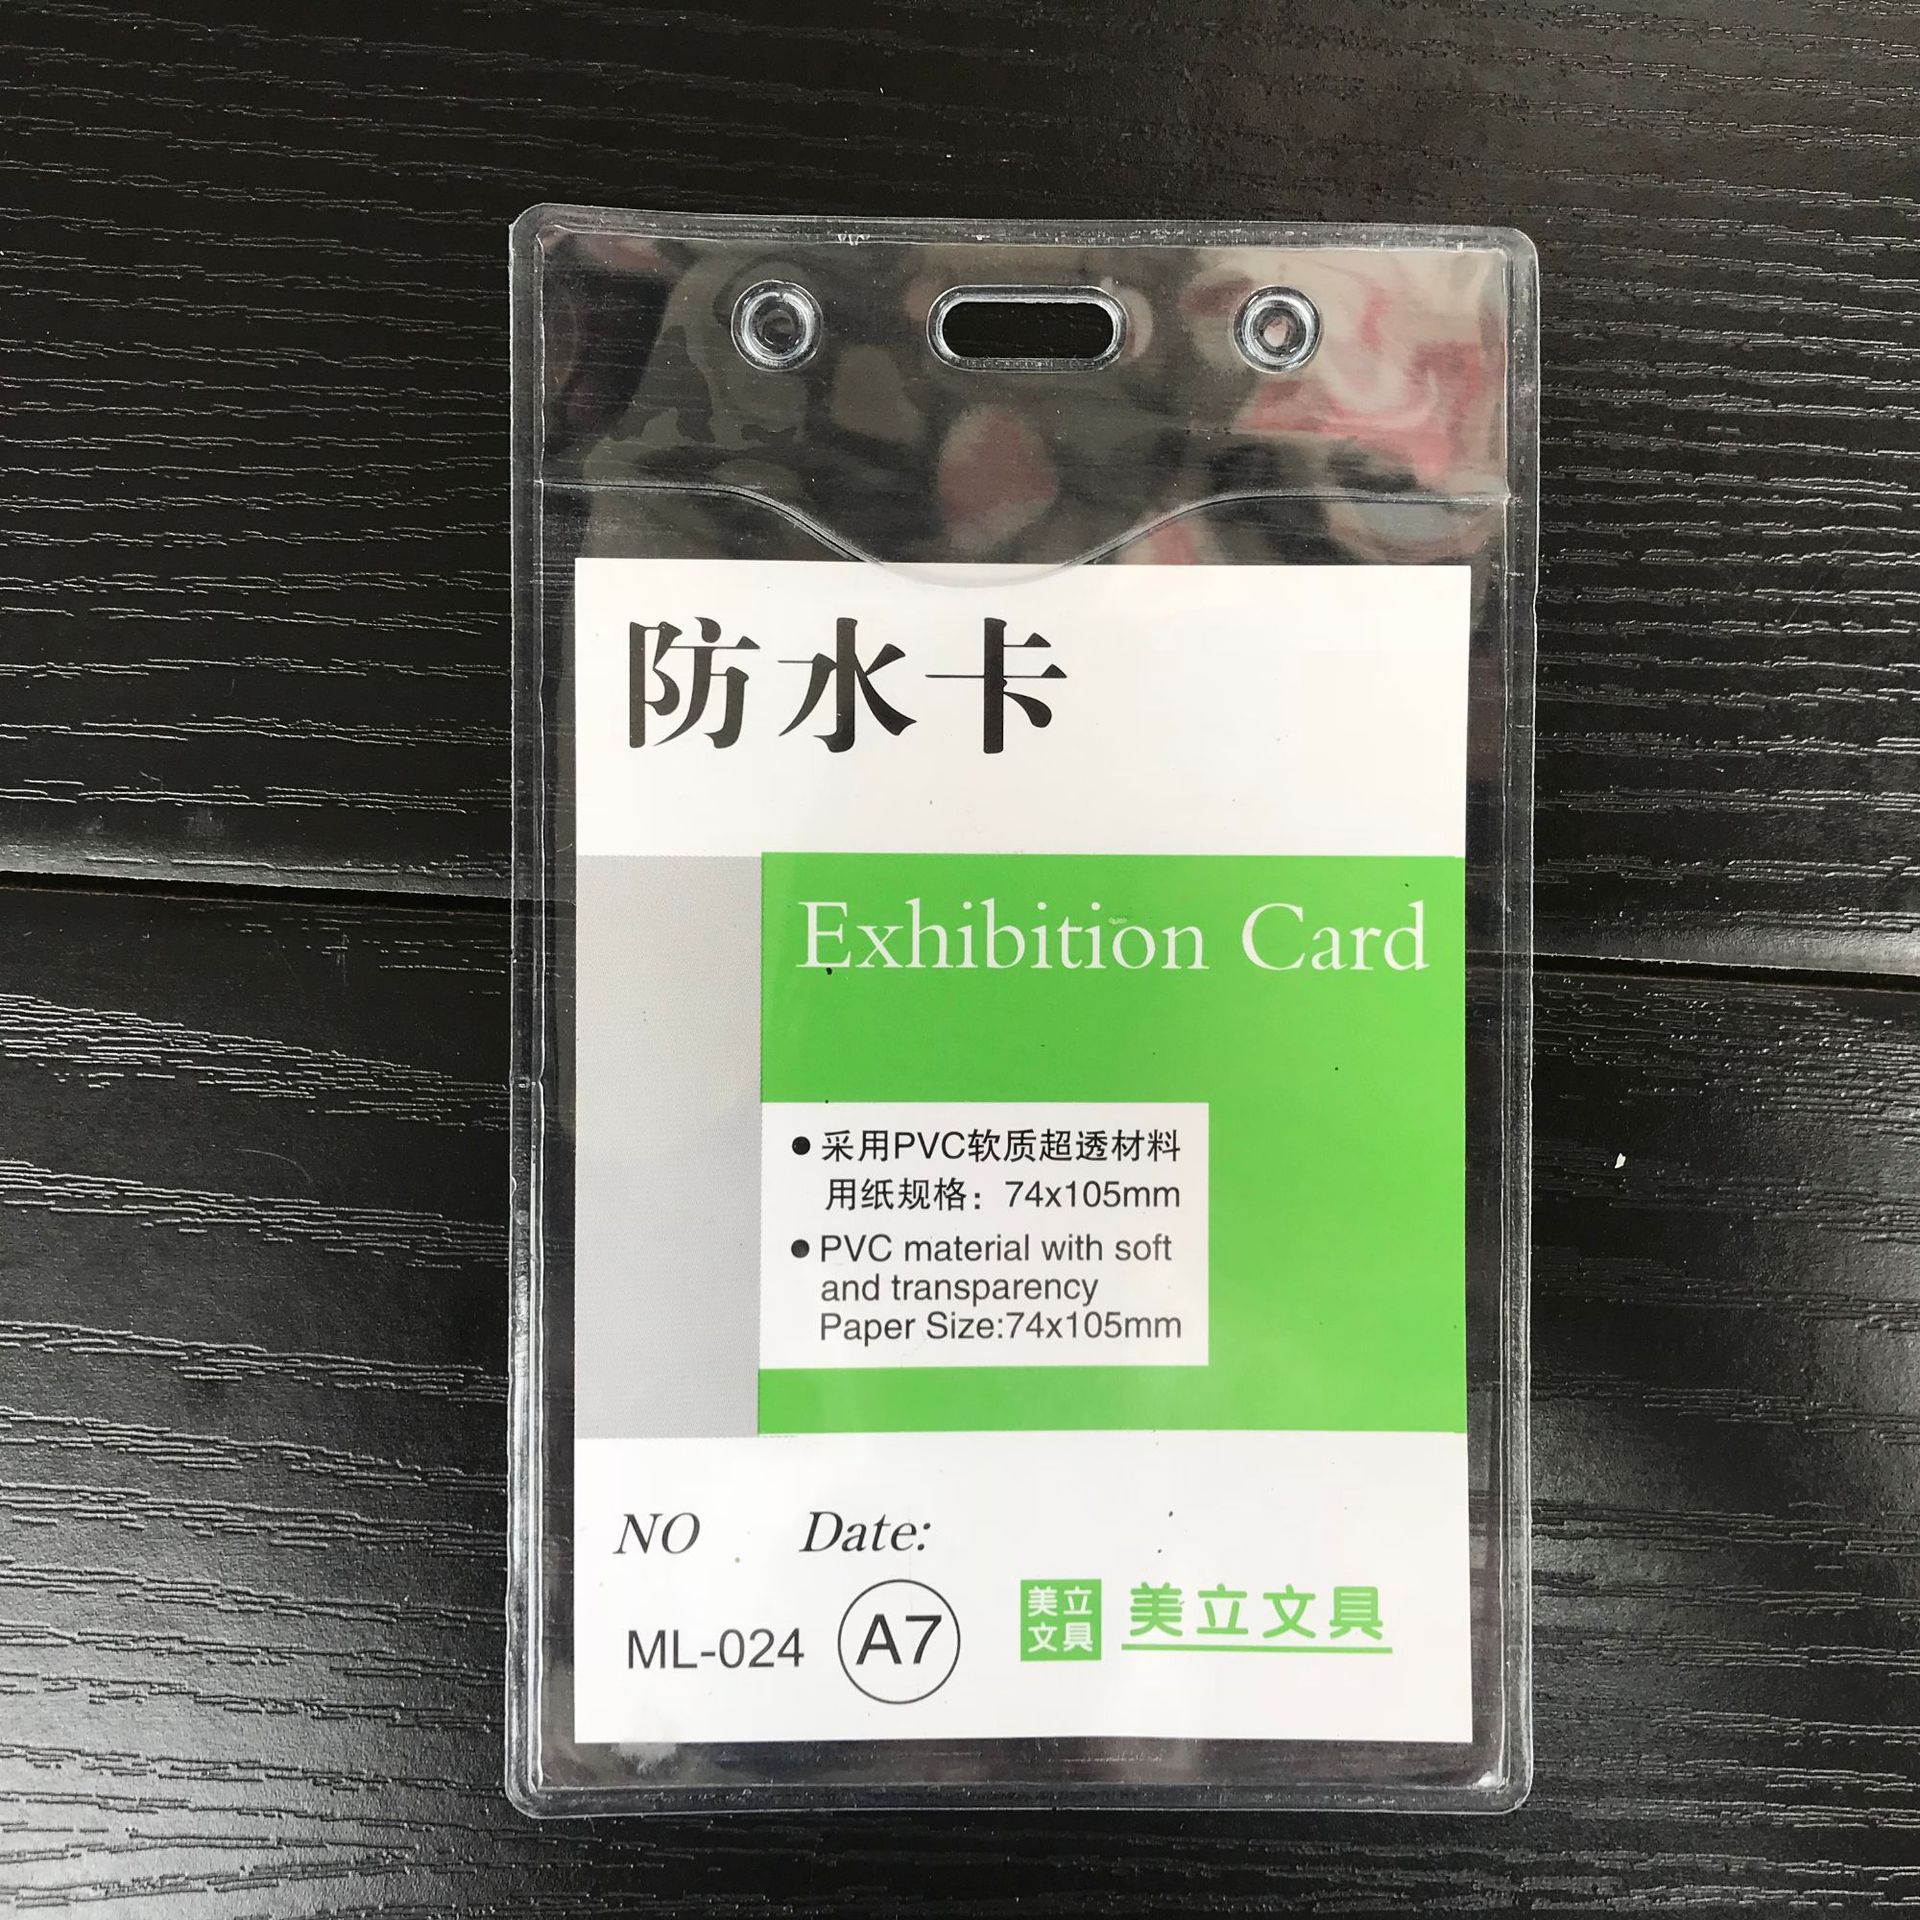 防水卡
Exhibition Card
●采用PVC软质超透材料
用纸规格：74x105mm
●PVC material with soft
and transparency
Paper Size:74x105mm
NO Date:
ML-024 A7
美立
文具
美立文具